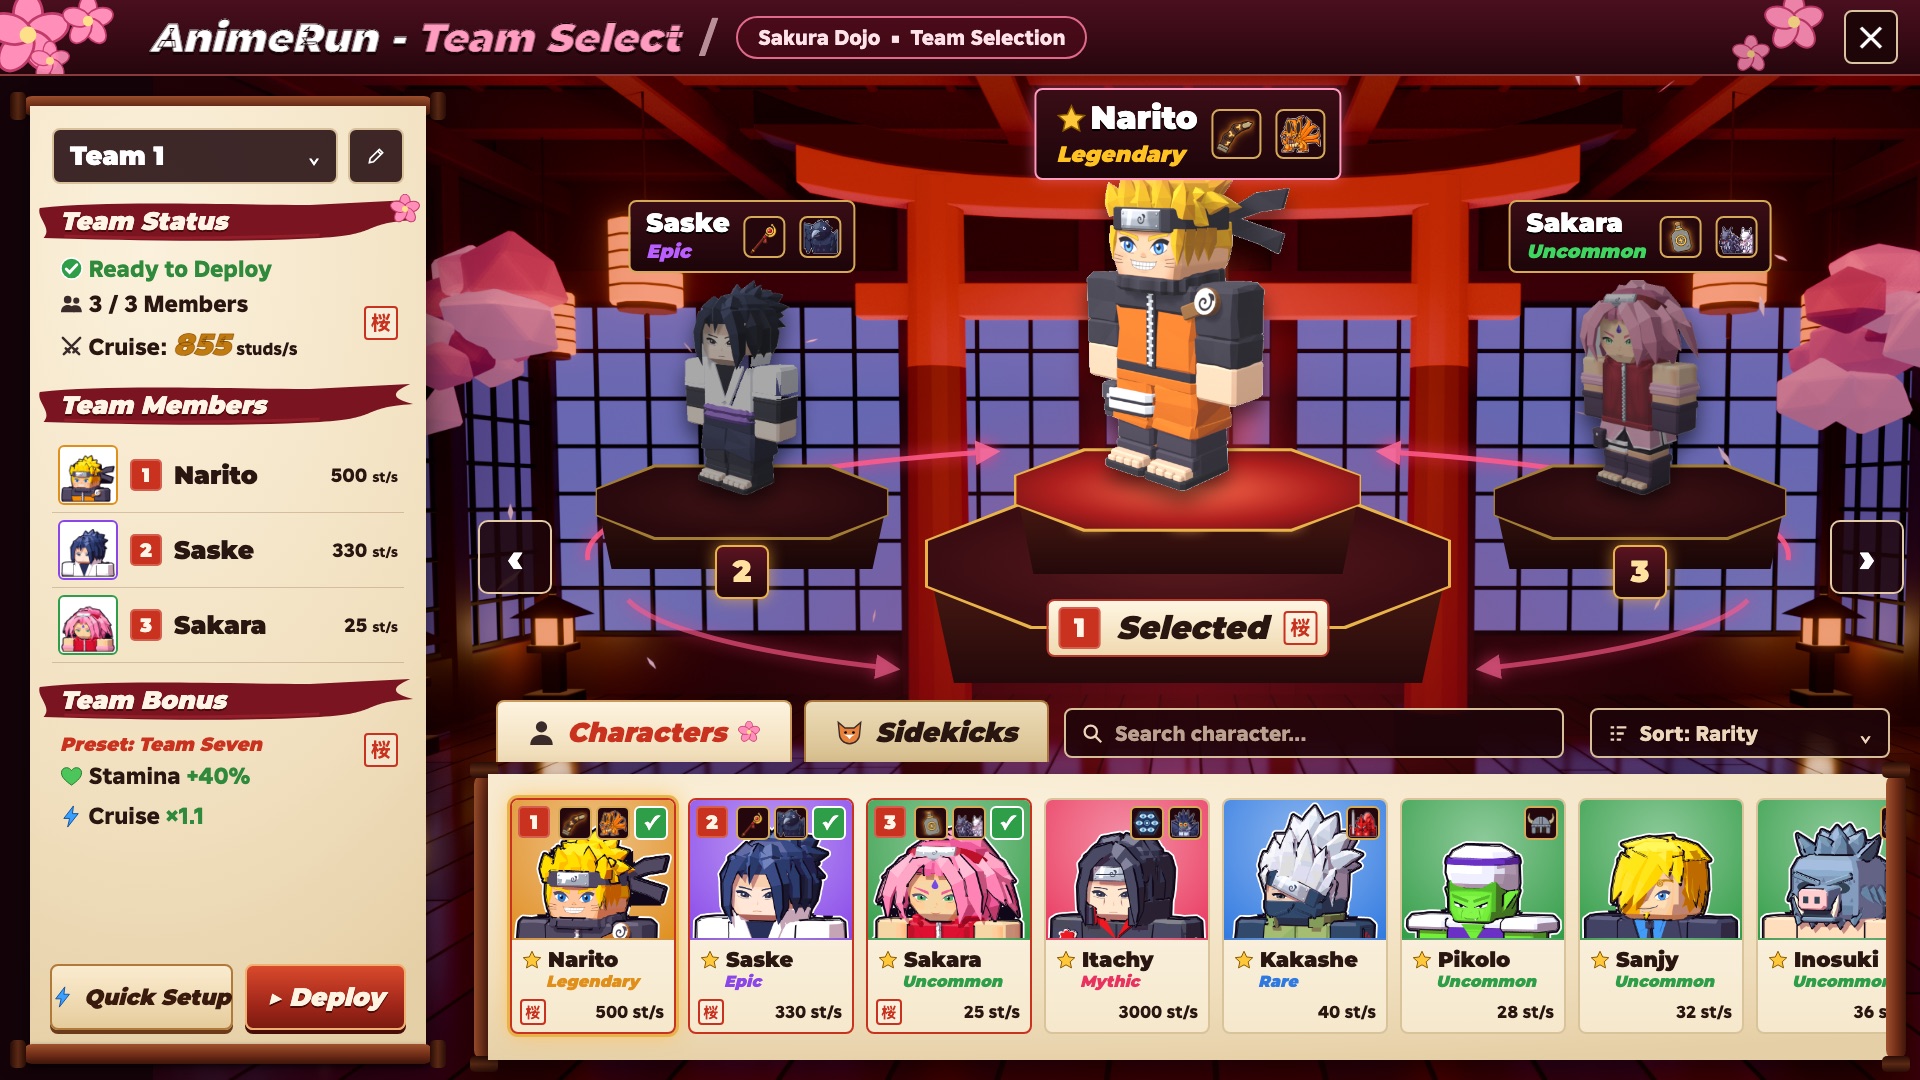 AnimeRun - Team Select / Sakura Dojo ▪ Team Selection
Team 1
Team Status
Ready to Deploy
3 / 3 Members
Cruise: 855 studs/s
桜
Team Members
1 Narito 500 st/s
2 Saske 330 st/s
3 Sakara 25 st/s
Team Bonus
Preset: Team Seven
桜
Stamina +40%
Cruise ×1.1
Quick Setup
Deploy
Saske
Epic
Narito
Legendary
Sakara
Uncommon
2
3
1 Selected 桜
Characters
Sidekicks
Search character...
Sort: Rarity
1
Narito
Legendary
桜 500 st/s
2
Saske
Epic
桜 330 st/s
3
Sakara
Uncommon
桜 25 st/s
Itachy
Mythic
3000 st/s
Kakashe
Rare
40 st/s
Pikolo
Uncommon
28 st/s
Sanjy
Uncommon
32 st/s
Inosuki
Uncommon
36 s